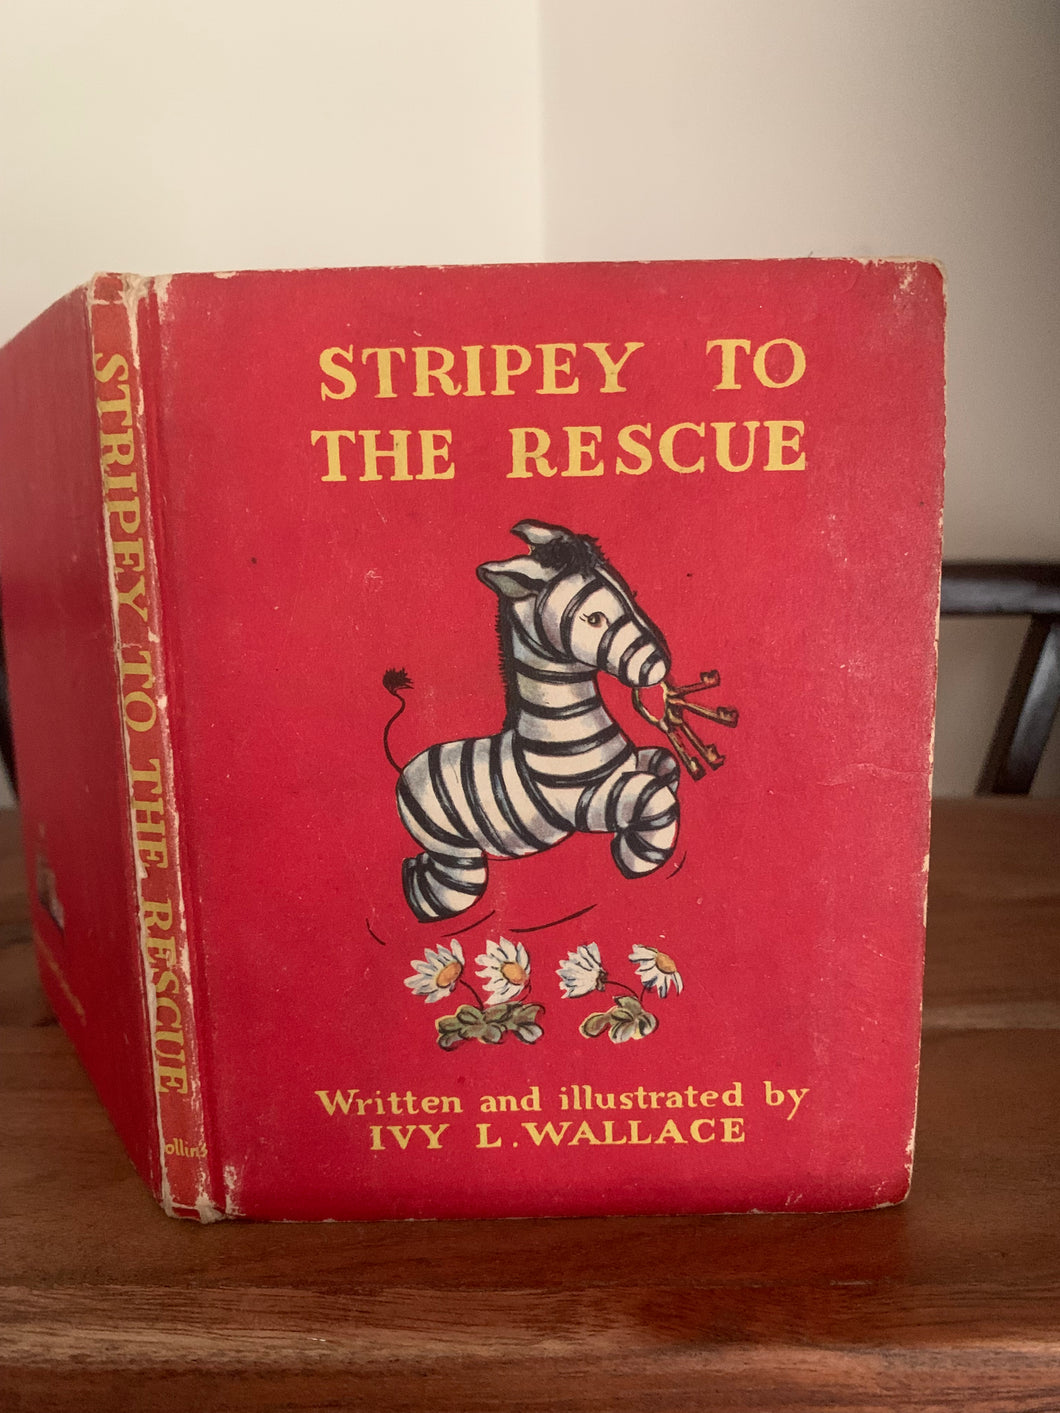 STRIPEY TO
THE RESCUE
Written and illustrated by
IVY L. WALLACE
STRIPEY TO THE RESCUE